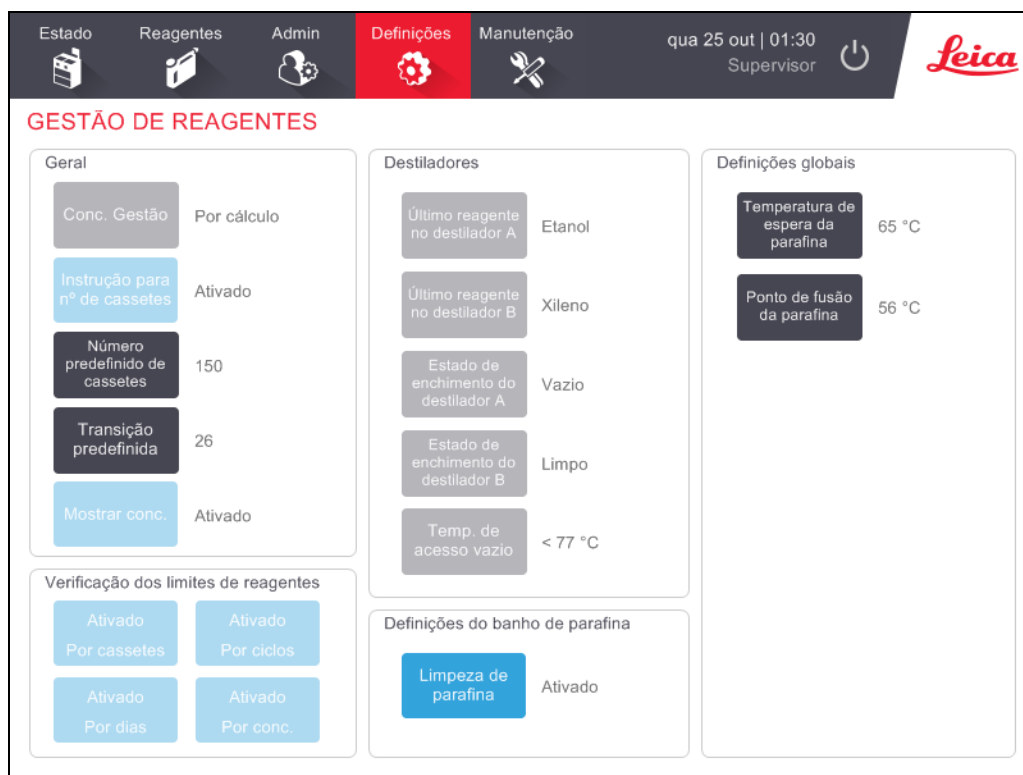 Estado
Reagentes
Admin
Definições
Manutenção
qua 25 out | 01:30
Supervisor
Leica
GESTÃO DE REAGENTES
Geral
Conc. Gestão
Por cálculo
Instrução para
nº de cassetes
Ativado
Número
predefinido de
cassetes
150
Transição
predefinida
26
Mostrar conc.
Ativado
Verificação dos limites de reagentes
Ativado
Por cassetes
Ativado
Por ciclos
Ativado
Por dias
Ativado
Por conc.
Destiladores
Último reagente
no destilador A
Etanol
Último reagente
no destilador B
Xileno
Estado de
enchimento do
destilador A
Vazio
Estado de
enchimento do
destilador B
Limpo
Temp. de
acesso vazio
< 77 °C
Definições do banho de parafina
Limpeza de
parafina
Ativado
Definições globais
Temperatura de
espera da
parafina
65 °C
Ponto de fusão
da parafina
56 °C